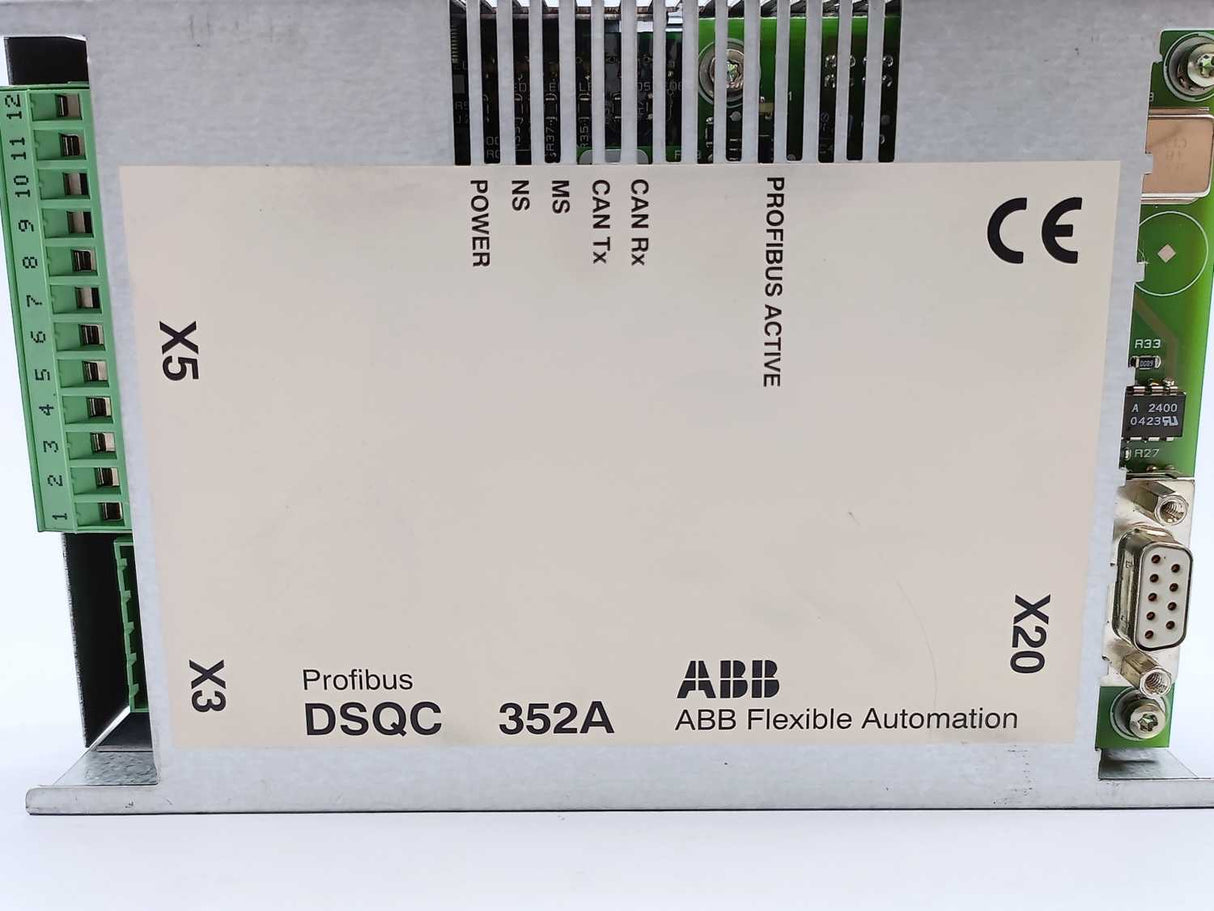 12
11
10
9
8
7
6
5
4
3
2
1
POWER
NS
MS
CAN Tx
CAN Rx
PROFIBUS ACTIVE
CE
X5
R33
A 2400
0423
R27
X20
X3
Profibus
DSQC 352A
ABB
ABB Flexible Automation